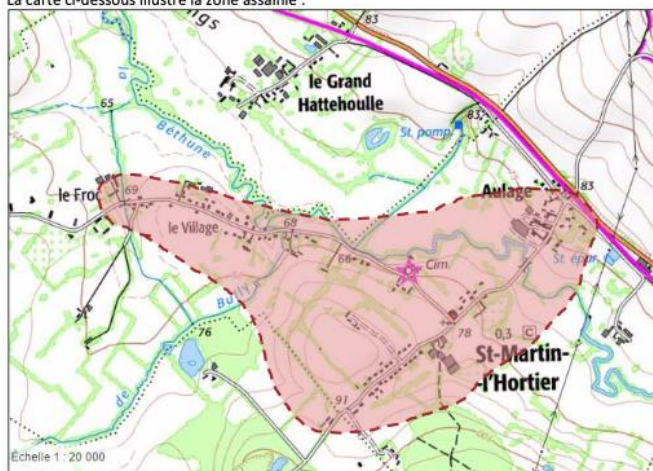 La carte ci-dessous illustre la zone assainie :
83
le Grand
Hattehoulle
65
Béthune
la
83
St. pomp.
le Froc
69
Aulage
83
le Village
68
66
Cim.
St. épur.
Bully
de
76
78
0,3
C
St-Martin-
-l'Hortier
91
Échelle 1 : 20 000